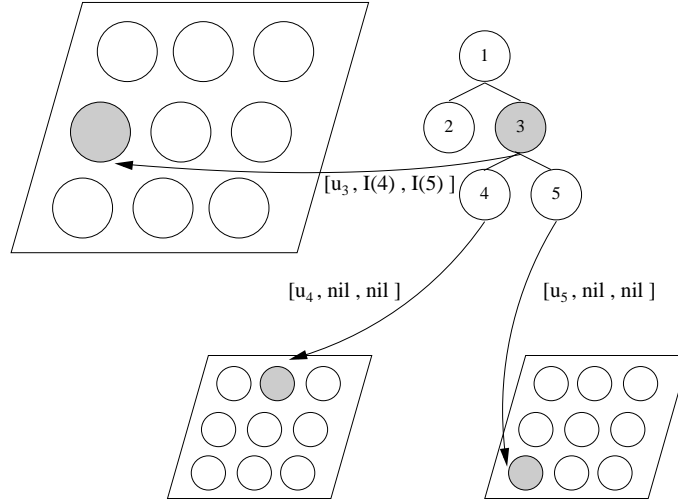 1
2
3
[u₃ , I(4) , I(5) ]
4
5
[u₄ , nil , nil ]
[u₅ , nil , nil ]